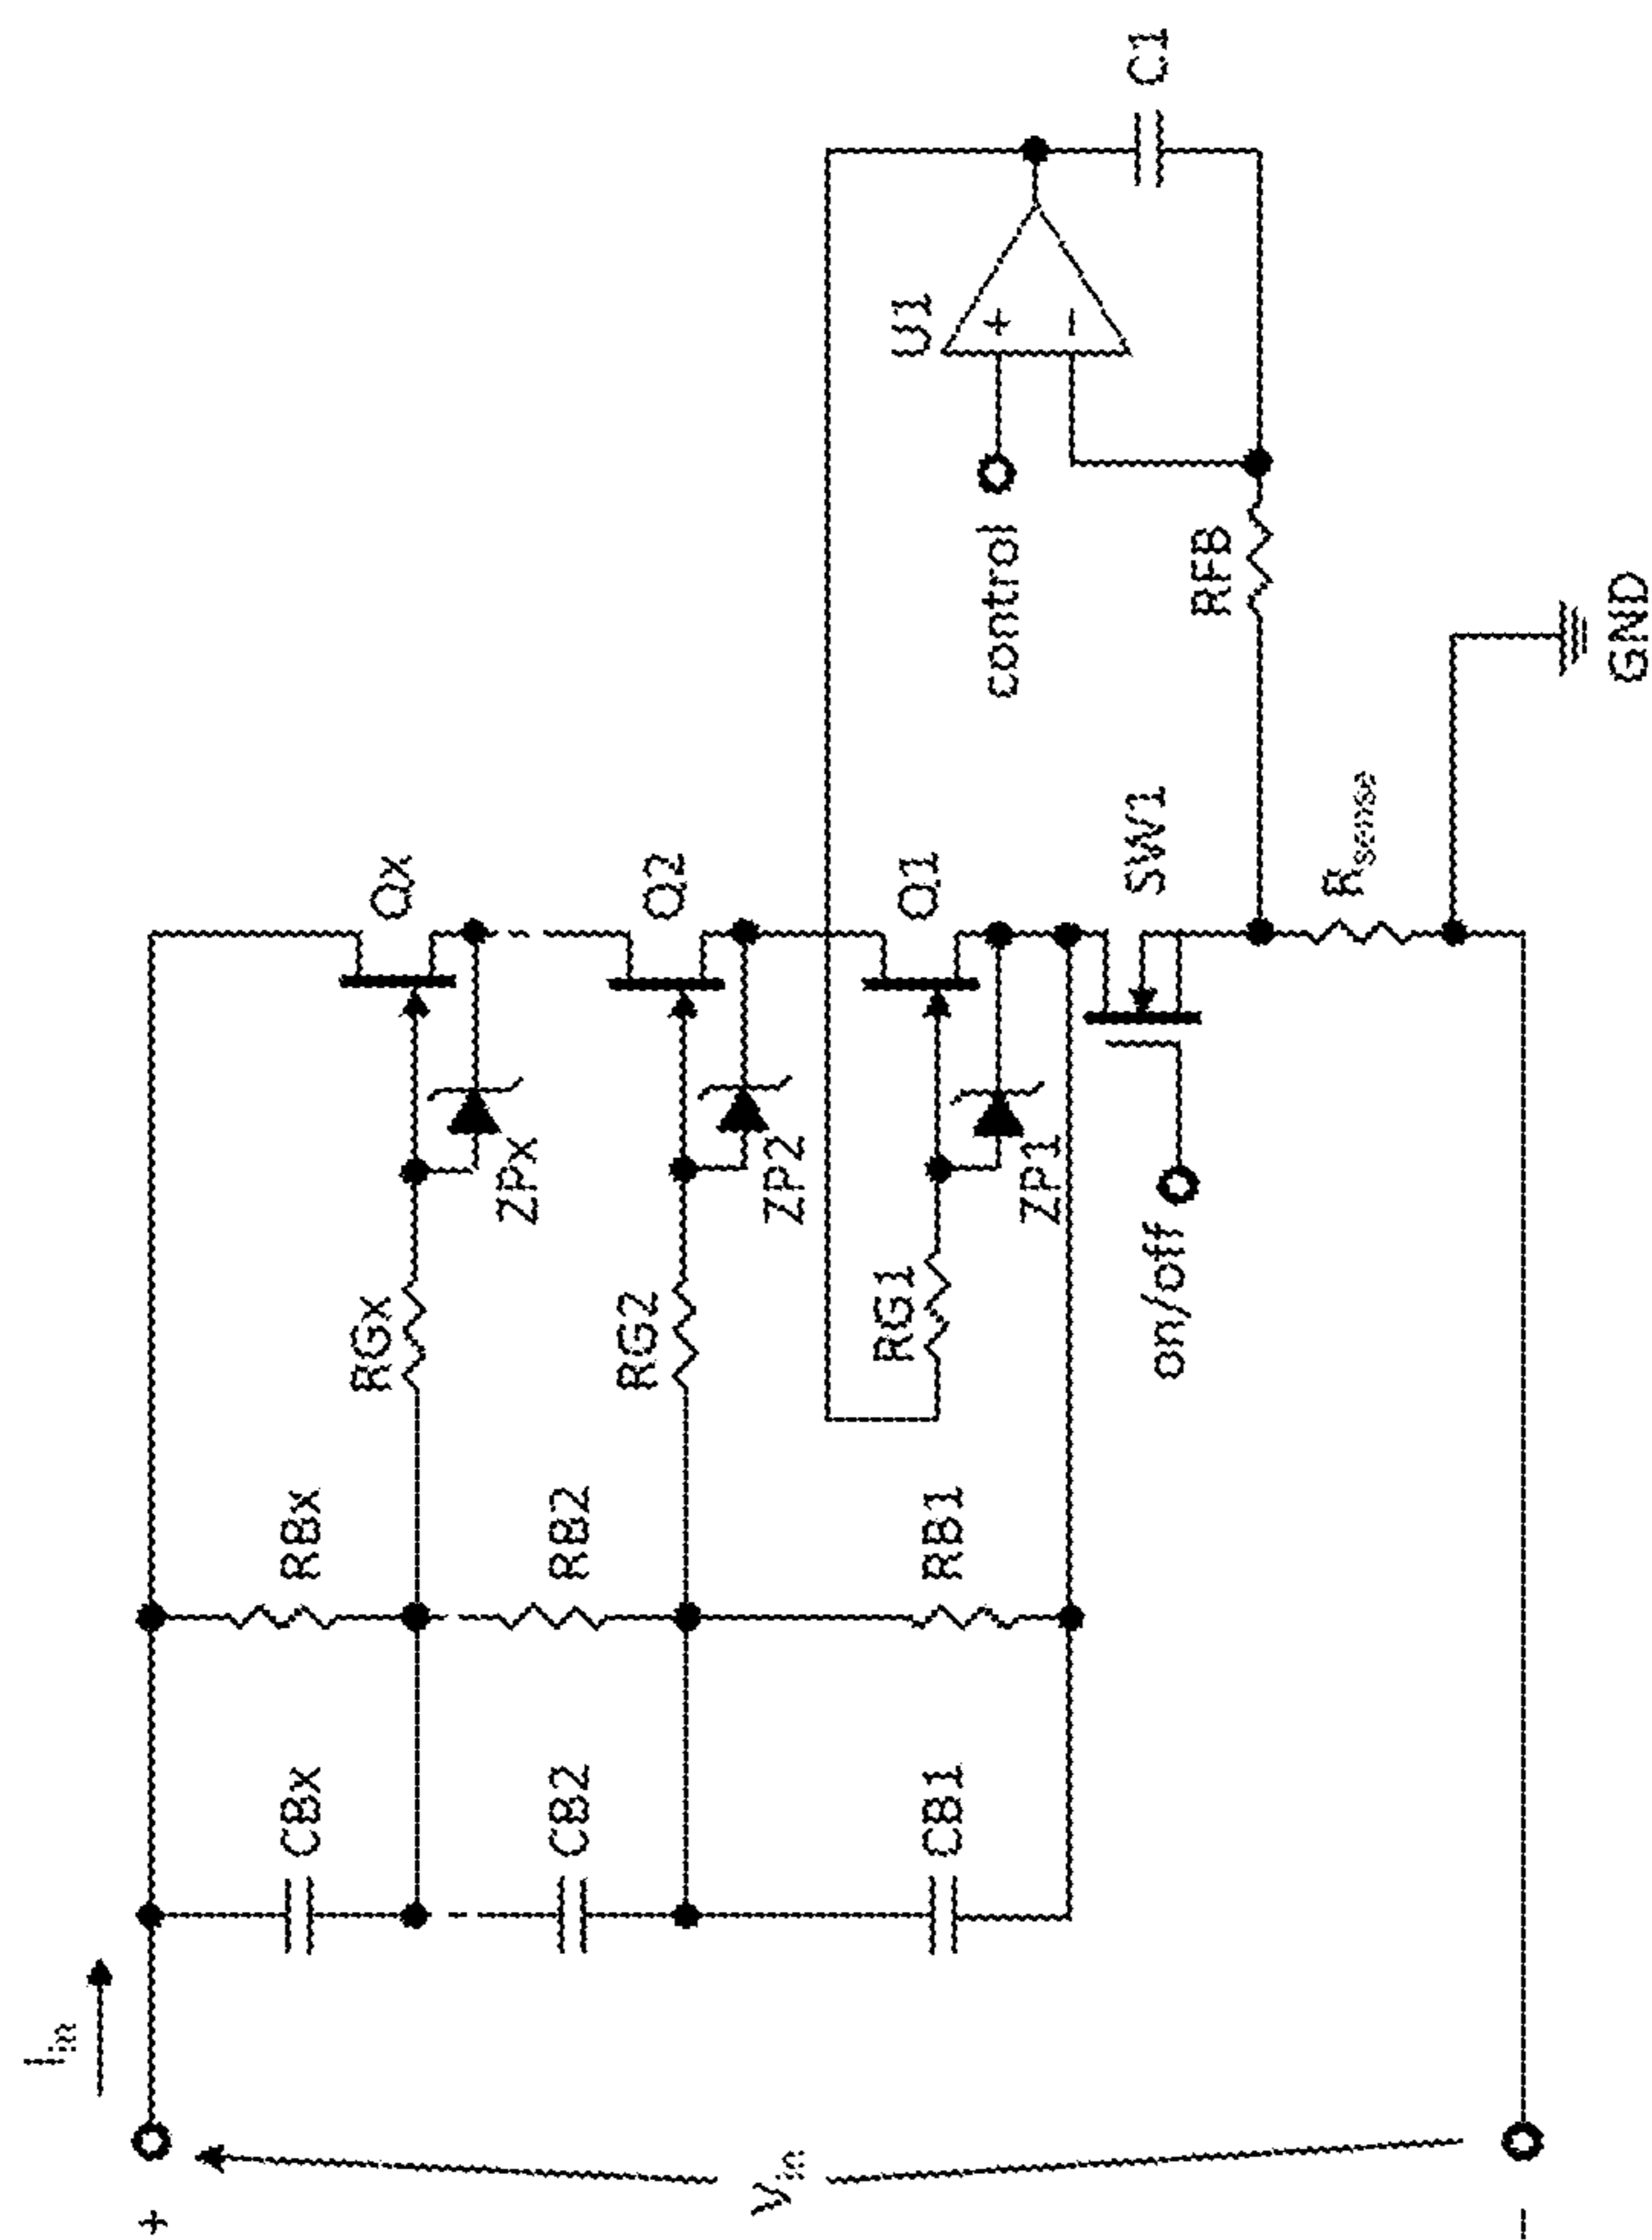 +
Vin
-
Iin
CBx
CB2
CB1
RBx
RB2
RB1
RGx
RG2
RG1
ZPx
ZP2
ZP1
on/off
Qx
Q2
Q1
SW1
Rsense
GND
RFB
control
U1
+
-
C1